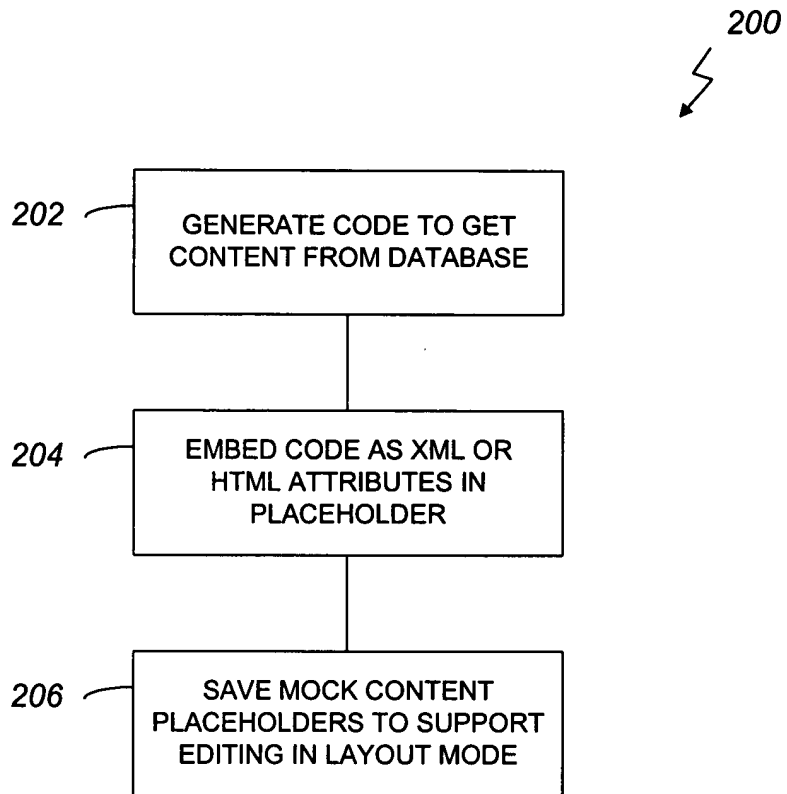 200
202
GENERATE CODE TO GET
CONTENT FROM DATABASE
204
EMBED CODE AS XML OR
HTML ATTRIBUTES IN
PLACEHOLDER
206
SAVE MOCK CONTENT
PLACEHOLDERS TO SUPPORT
EDITING IN LAYOUT MODE